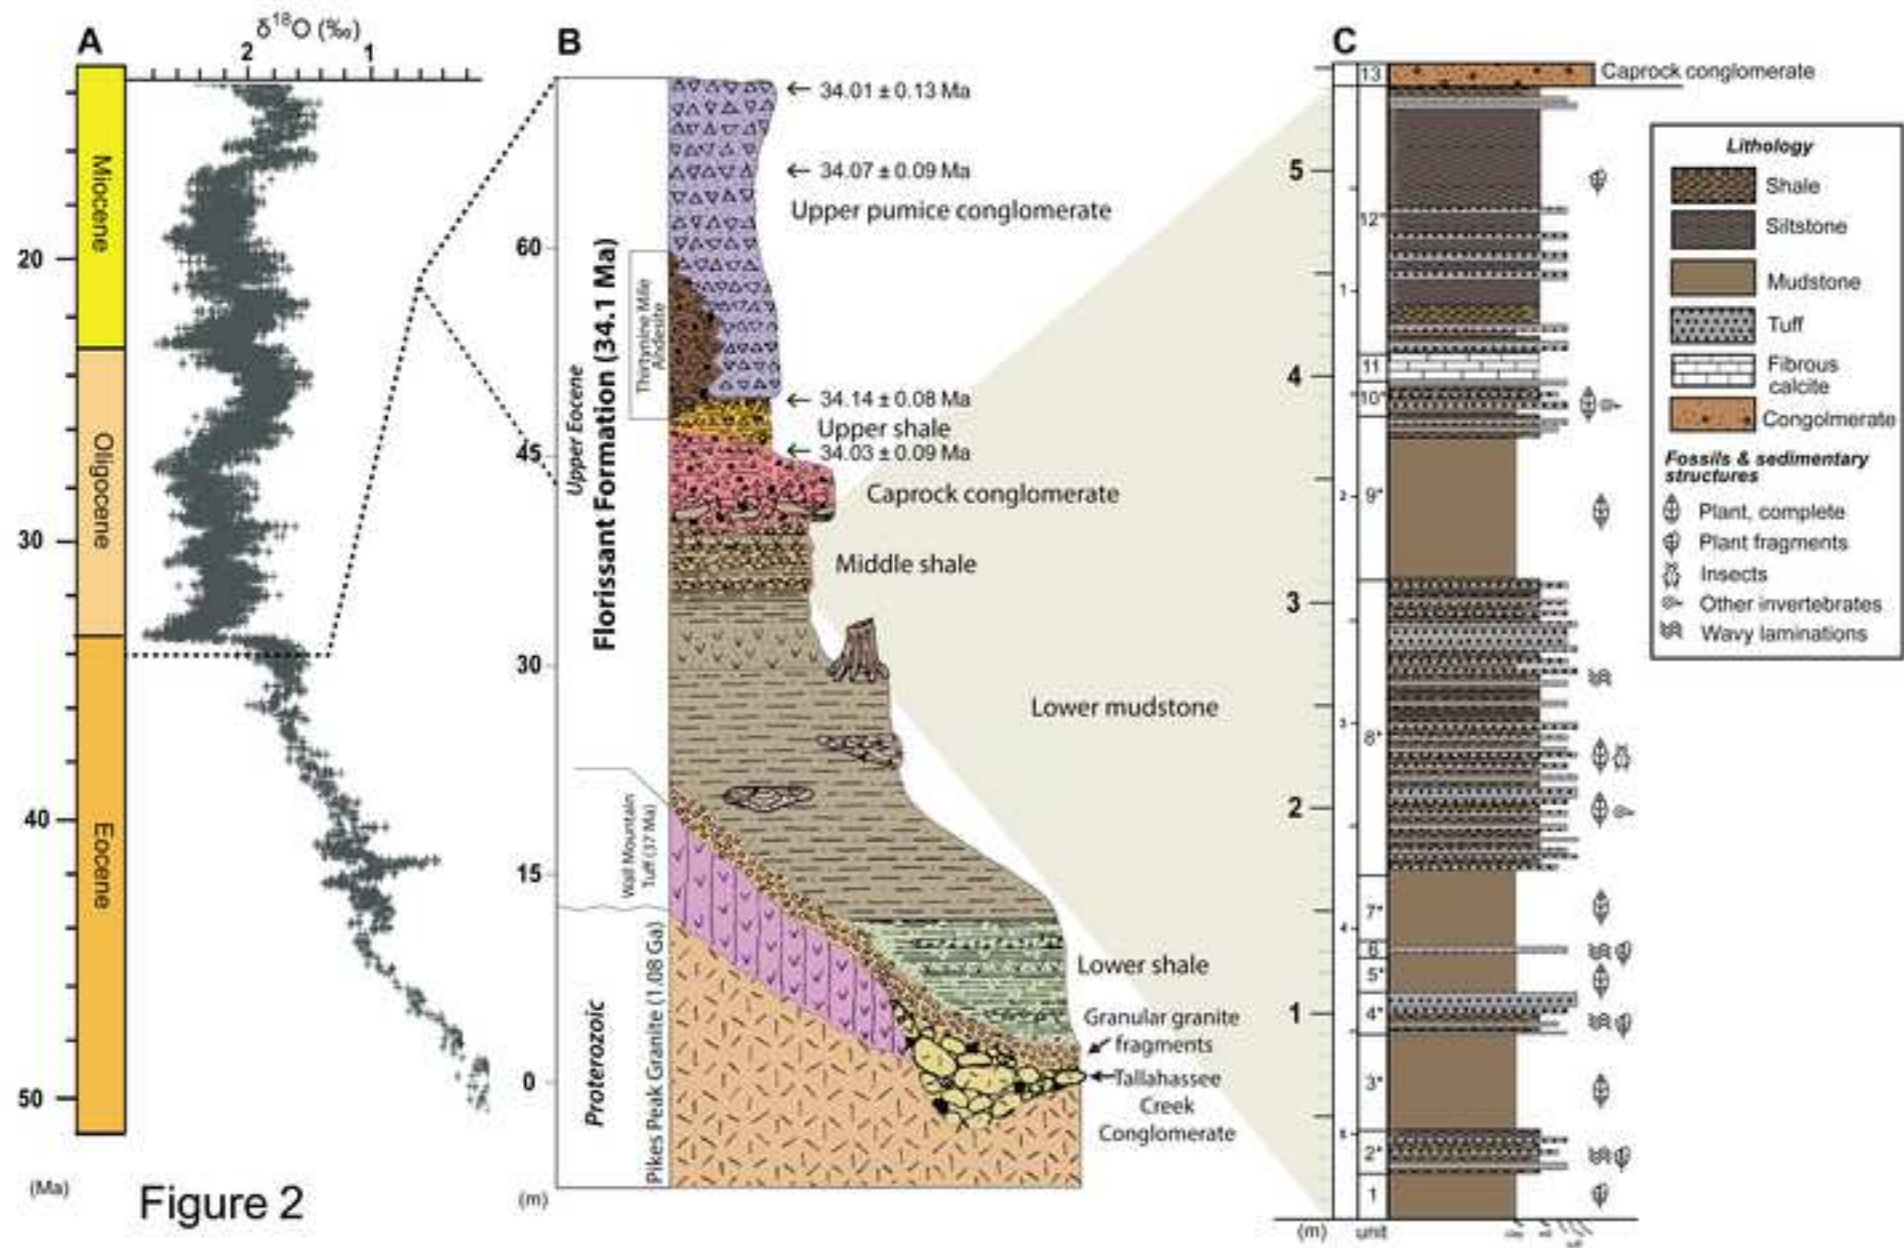 A
δ18O (‰)
2
1
Miocene
Oligocene
Eocene
20
30
40
50
(Ma)
Figure 2
B
60
45
30
15
0
(m)
Upper Eocene
Florissant Formation (34.1 Ma)
Thirtynine Mile
Andesite
Wall Mountain
Tuff (37 Ma)
Proterozoic
Pikes Peak Granite (1.08 Ga)
← 34.01 ± 0.13 Ma
← 34.07 ± 0.09 Ma
Upper pumice conglomerate
← 34.14 ± 0.08 Ma
Upper shale
← 34.03 ± 0.09 Ma
Caprock conglomerate
Middle shale
Lower mudstone
Lower shale
Granular granite
fragments
Tallahassee
Creek
Conglomerate
C
5
4
3
2
1
(m)
unit
1
2
3
4
5
13
12*
11
10*
9*
8*
7*
6
5*
4*
3*
2*
1
Caprock conglomerate
Lithology
Shale
Siltstone
Mudstone
Tuff
Fibrous
calcite
Congolmerate
Fossils & sedimentary
structures
Plant, complete
Plant fragments
Insects
Other invertebrates
Wavy laminations